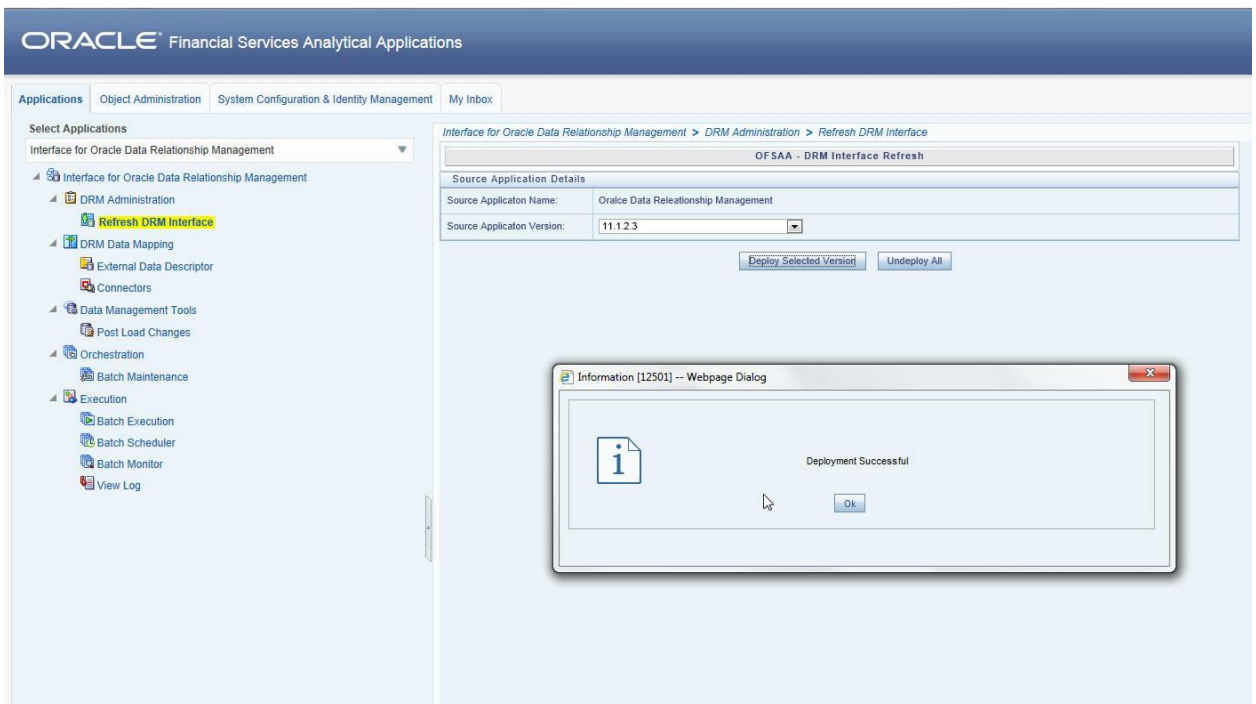 ORACLE® Financial Services Analytical Applications
Applications Object Administration System Configuration & Identity Management My Inbox
Select Applications
Interface for Oracle Data Relationship Management
Interface for Oracle Data Relationship Management
DRM Administration
Refresh DRM Interface
DRM Data Mapping
External Data Descriptor
Connectors
Data Management Tools
Post Load Changes
Orchestration
Batch Maintenance
Execution
Batch Execution
Batch Scheduler
Batch Monitor
View Log
Interface for Oracle Data Relationship Management > DRM Administration > Refresh DRM Interface
OFSAA - DRM Interface Refresh
Source Application Details
Source Applicaton Name: Oralce Data Releationship Management
Source Applicaton Version: 11.1.2.3
Deploy Selected Version Undeploy All
Information [12501] -- Webpage Dialog
Deployment Successful
Ok